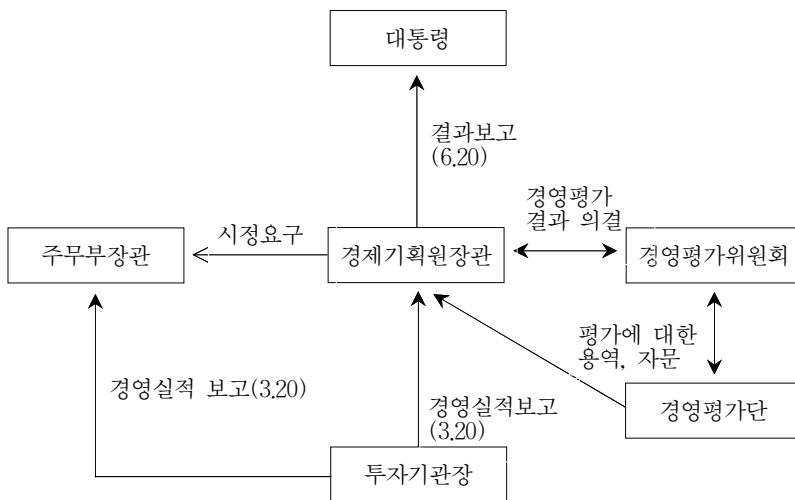 대통령
결과보고
(6.20)
경영평가
결과 의결
시정요구
주무부장관
경제기획원장관
경영평가위원회
평가에 대한
용역, 자문
경영실적 보고(3.20)
경영실적보고
(3.20)
경영평가단
투자기관장